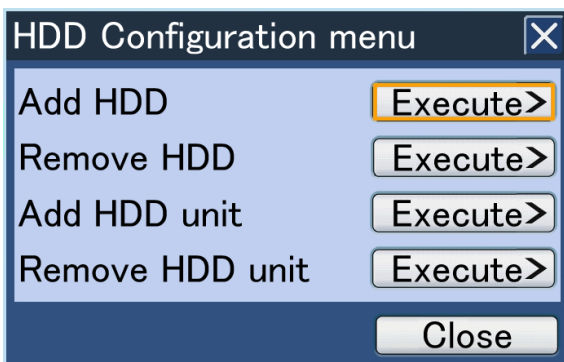 HDD Configuration menu
Add HDD Execute>
Remove HDD Execute>
Add HDD unit Execute>
Remove HDD unit Execute>
Close